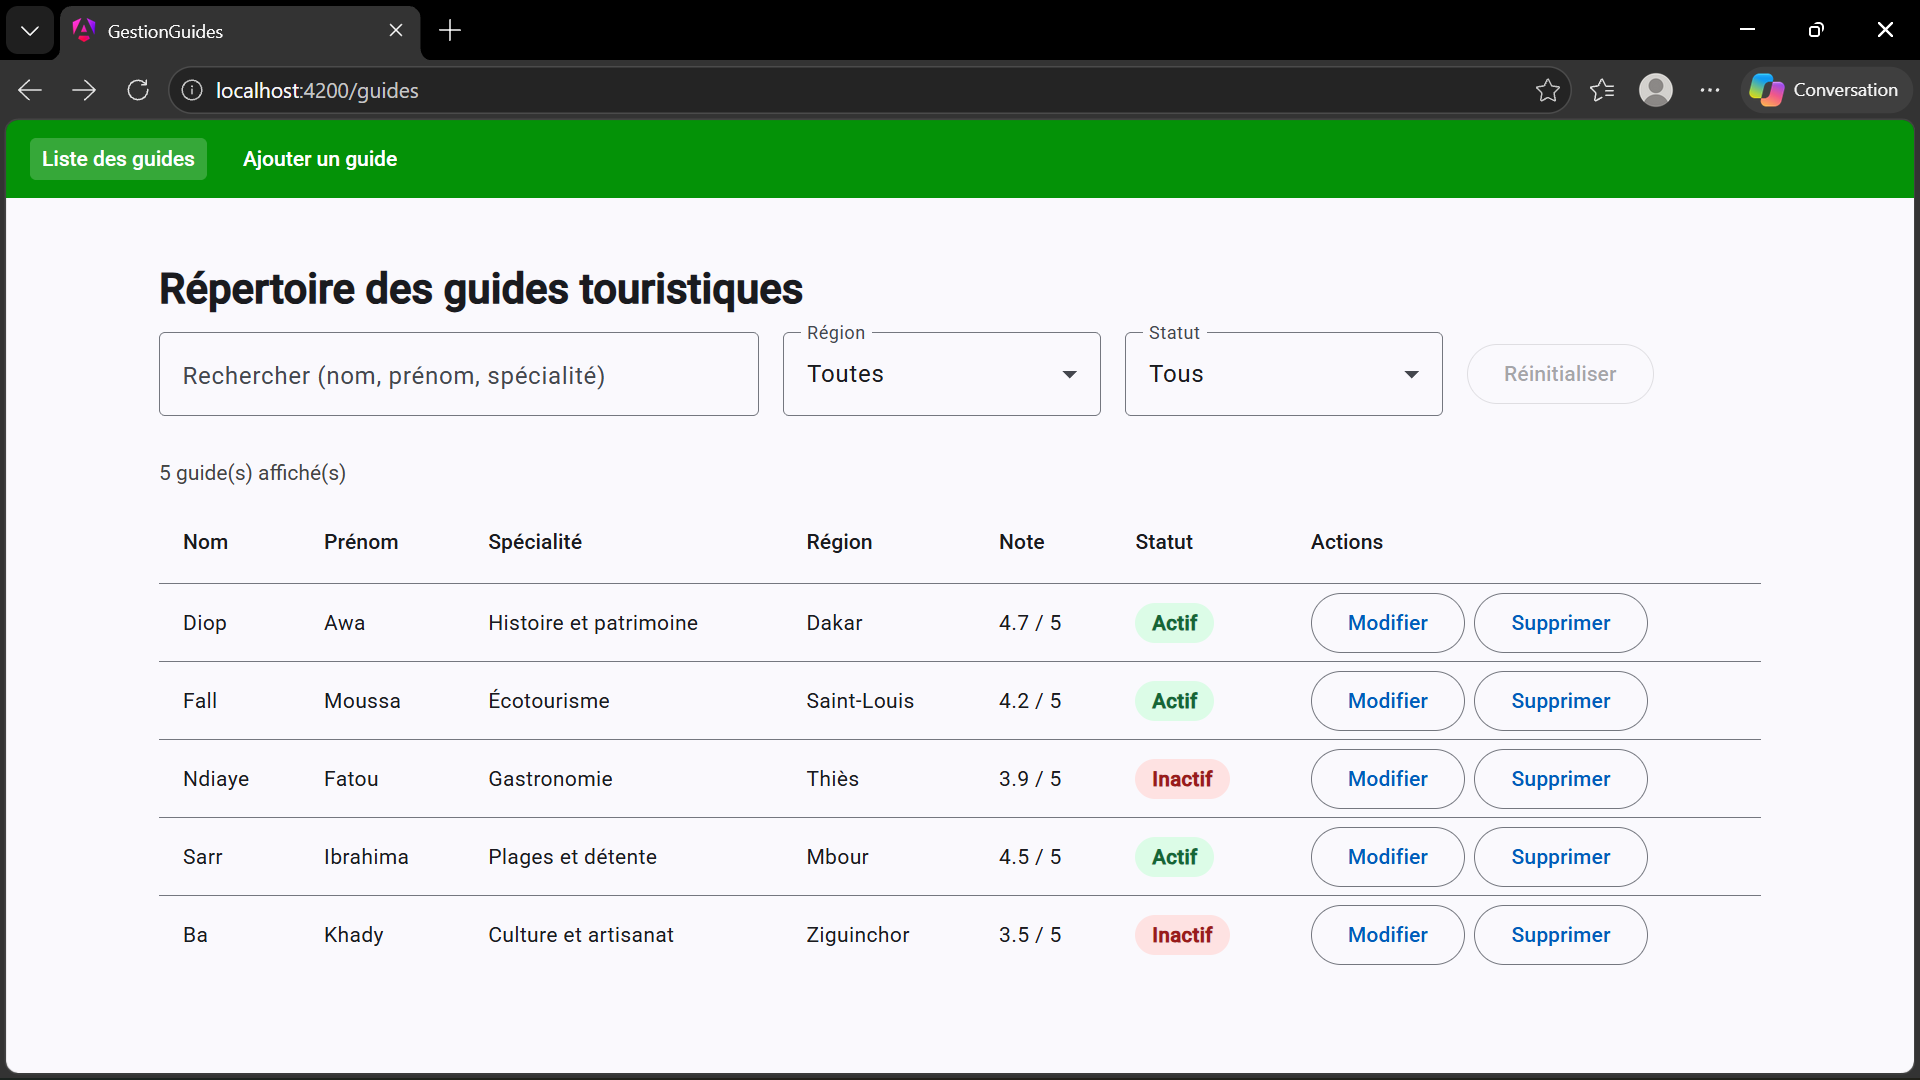 GestionGuides
localhost:4200/guides
Conversation
Liste des guides Ajouter un guide
Répertoire des guides touristiques
Rechercher (nom, prénom, spécialité)
Région
Toutes
Statut
Tous
Réinitialiser
5 guide(s) affiché(s)
Nom Prénom Spécialité Région Note Statut Actions
Diop Awa Histoire et patrimoine Dakar 4.7 / 5 Actif Modifier Supprimer
Fall Moussa Écotourisme Saint-Louis 4.2 / 5 Actif Modifier Supprimer
Ndiaye Fatou Gastronomie Thiès 3.9 / 5 Inactif Modifier Supprimer
Sarr Ibrahima Plages et détente Mbour 4.5 / 5 Actif Modifier Supprimer
Ba Khady Culture et artisanat Ziguinchor 3.5 / 5 Inactif Modifier Supprimer